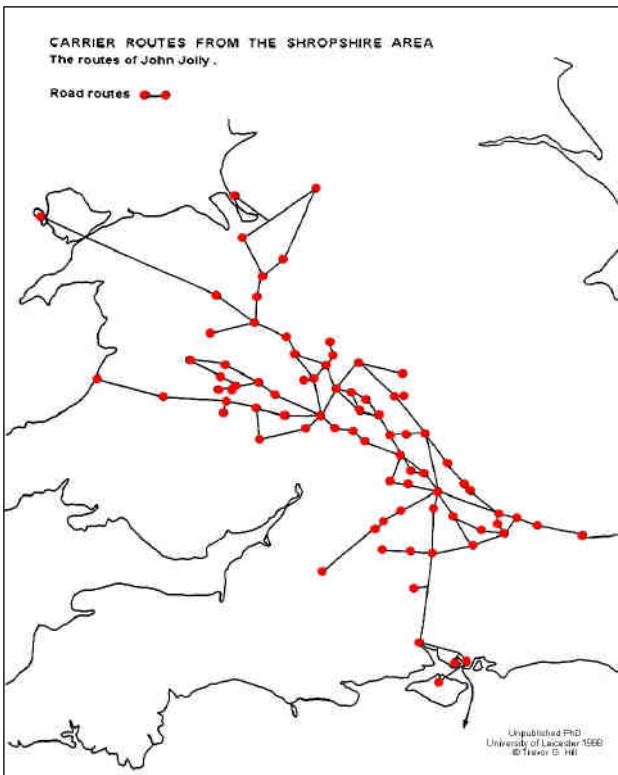 CARRIER ROUTES FROM THE SHROPSHIRE AREA
The routes of John Jolly .
Road routes
Unpublished PhD
University of Leicester 1998
© Trevor G. Hill